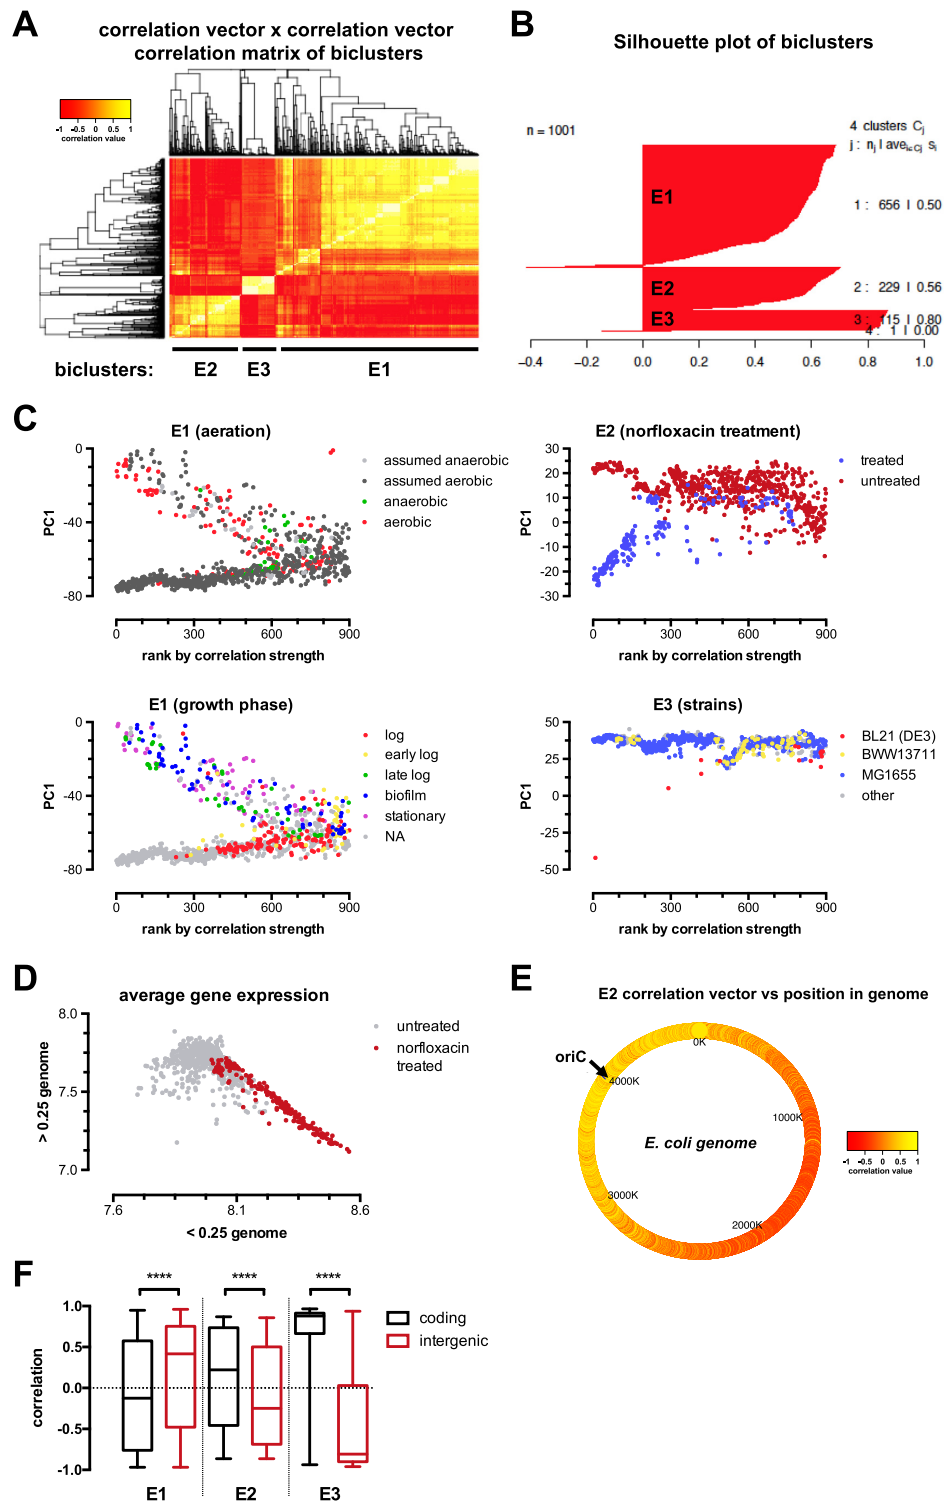 A
correlation vector x correlation vector
correlation matrix of biclusters
-1 -0.5 0 0.5 1
correlation value
biclusters: E2 E3 E1
B
Silhouette plot of biclusters
n = 1001
4 clusters Cj
j : nj | avei∈Cj si
E1
1 : 656 | 0.50
E2
2 : 229 | 0.56
E3
3 : 115 | 0.80
4 : 1 | 0.00
-0.4 -0.2 0.0 0.2 0.4 0.6 0.8 1.0
C
E1 (aeration)
0
-40
-80
PC1
0 300 600 900
rank by correlation strength
assumed anaerobic
assumed aerobic
anaerobic
aerobic
E2 (norfloxacin treatment)
30
20
10
0
-10
-20
-30
PC1
0 300 600 900
rank by correlation strength
treated
untreated
E1 (growth phase)
0
-40
-80
PC1
0 300 600 900
rank by correlation strength
log
early log
late log
biofilm
stationary
NA
E3 (strains)
50
25
0
-25
-50
PC1
0 300 600 900
rank by correlation strength
BL21 (DE3)
BWW13711
MG1655
other
D
average gene expression
8.0
7.5
7.0
> 0.25 genome
7.6 8.1 8.6
< 0.25 genome
untreated
norfloxacin
treated
E
E2 correlation vector vs position in genome
0K
oriC
4000K
1000K
E. coli genome
3000K
2000K
-1 -0.5 0 0.5 1
correlation value
F
**** **** ****
1.0
0.5
0.0
-0.5
-1.0
correlation
E1 E2 E3
coding
intergenic